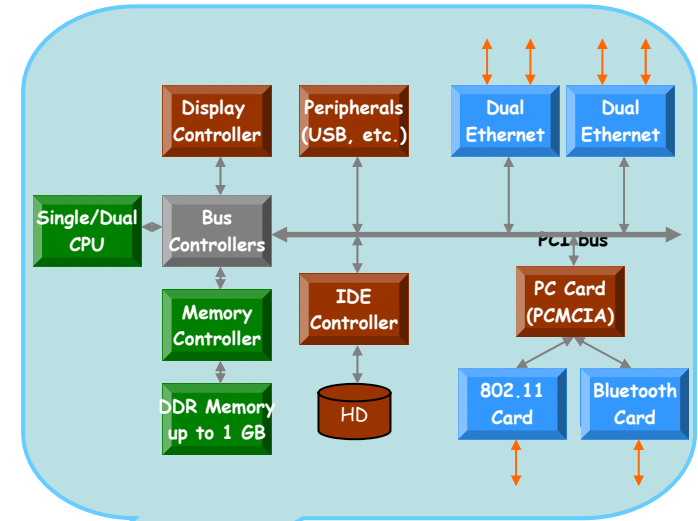 Display
Controller
Peripherals
(USB, etc.)
Dual
Ethernet
Dual
Ethernet
Single/Dual
CPU
Bus
Controllers
PCI bus
Memory
Controller
IDE
Controller
PC Card
(PCMCIA)
DDR Memory
up to 1 GB
HD
802.11
Card
Bluetooth
Card